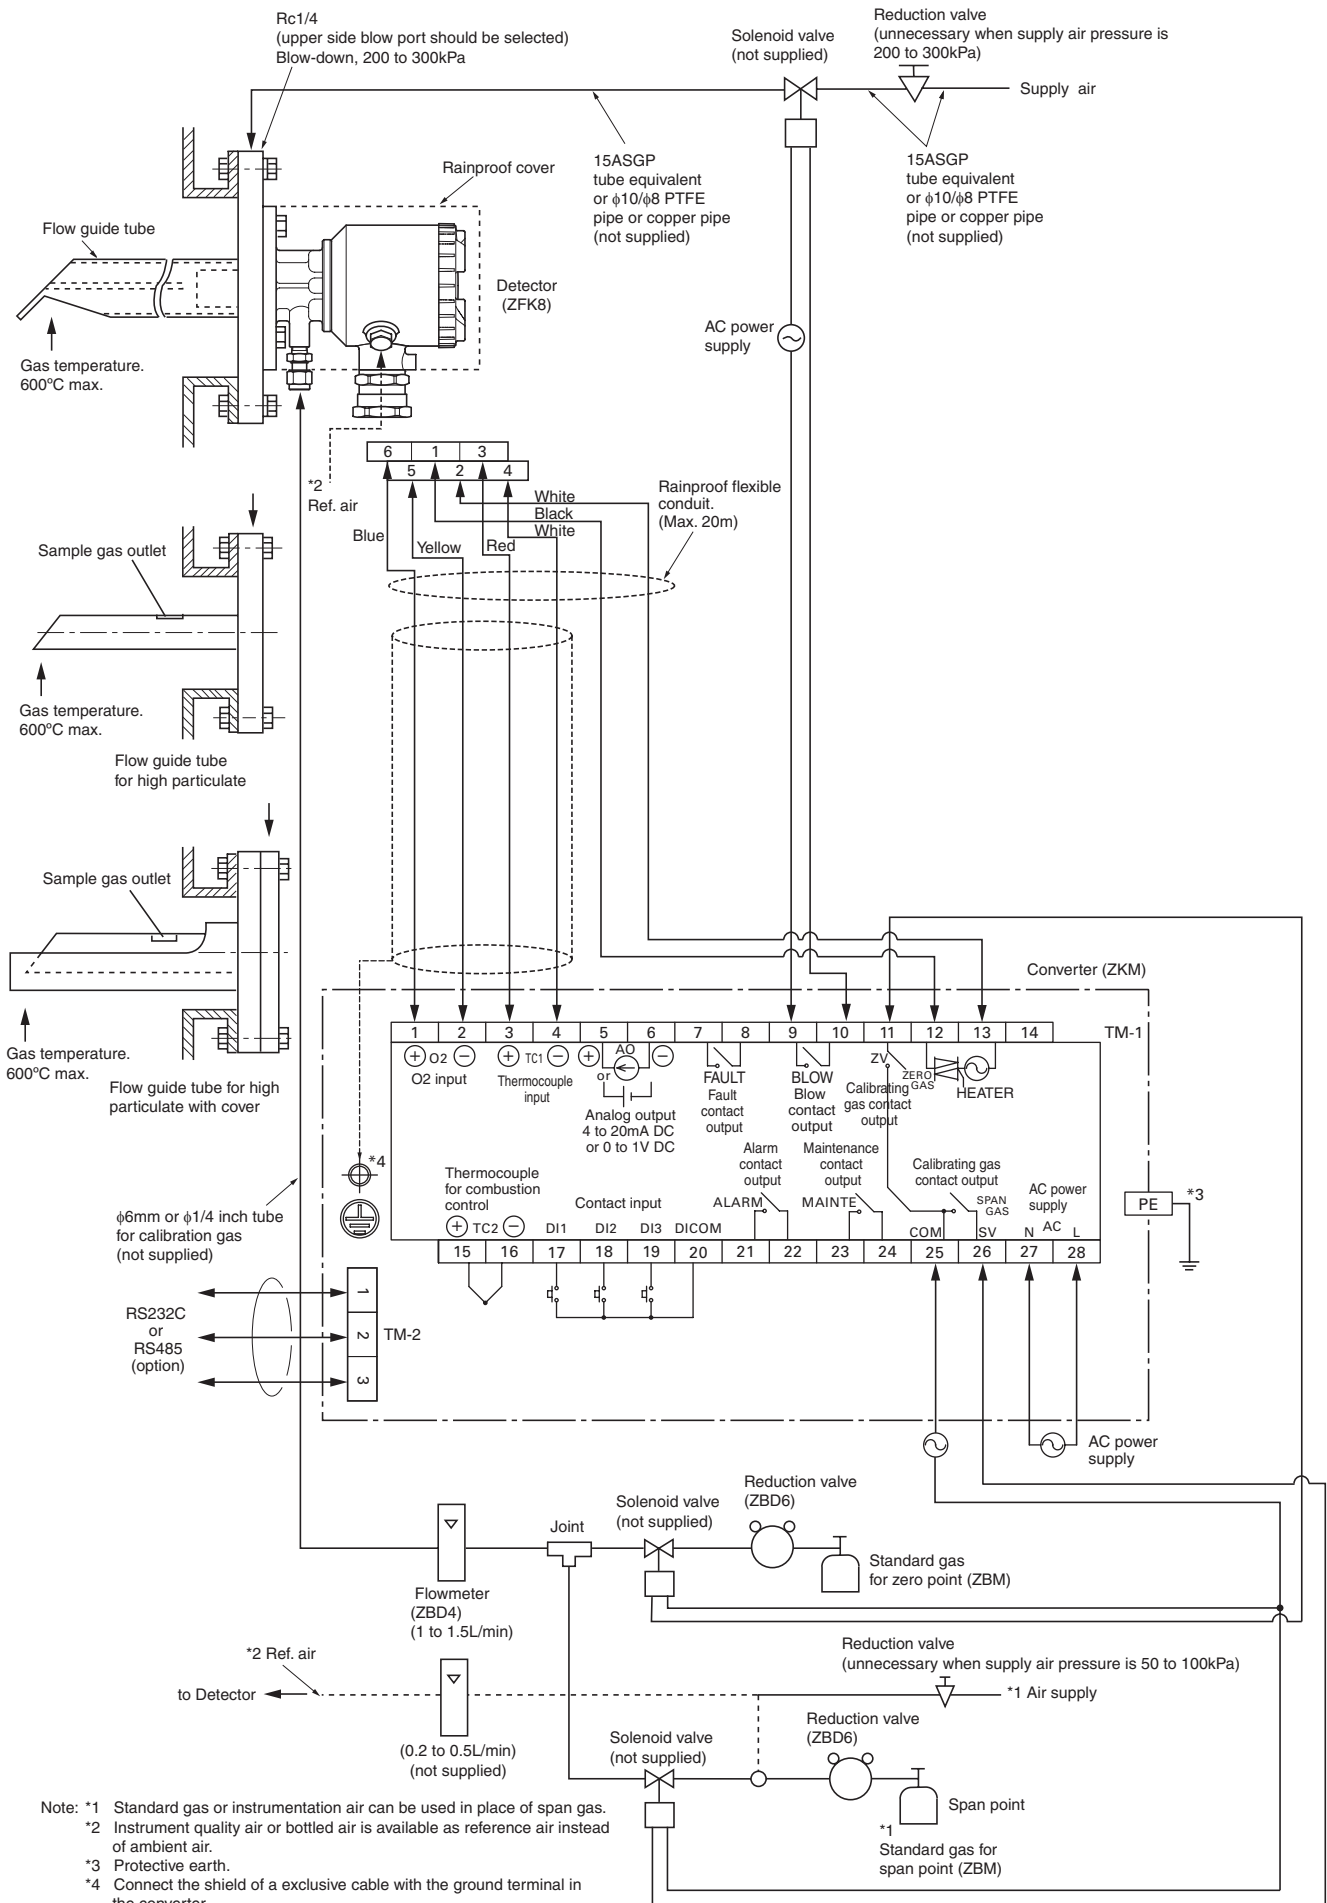 Rc1/4
(upper side blow port should be selected)
Blow-down, 200 to 300kPa
Solenoid valve
(not supplied)
Reduction valve
(unnecessary when supply air pressure is
200 to 300kPa)
Supply air
15ASGP
tube equivalent
or ϕ10/ϕ8 PTFE
pipe or copper pipe
(not supplied)
15ASGP
tube equivalent
or ϕ10/ϕ8 PTFE
pipe or copper pipe
(not supplied)
Rainproof cover
Flow guide tube
Detector
(ZFK8)
AC power
supply
Gas temperature.
600°C max.
6 1 3
5 2 4
*2
Ref. air
White
Black
White
Blue
Yellow
Red
Rainproof flexible
conduit.
(Max. 20m)
Sample gas outlet
Gas temperature.
600°C max.
Flow guide tube
for high particulate
Sample gas outlet
Gas temperature.
600°C max.
Flow guide tube for high
particulate with cover
Converter (ZKM)
1 2 3 4 5 6 7 8 9 10 11 12 13 14
TM-1
+ O2 −
O2 input
+ TC1 −
Thermocouple
input
+ AO −
or
Analog output
4 to 20mA DC
or 0 to 1V DC
FAULT
Fault
contact
output
BLOW
Blow
contact
output
ZV
ZERO
GAS
Calibrating
gas contact
output
HEATER
*4
Thermocouple
for combustion
control
+ TC2 −
Contact input
DI1 DI2 DI3 DICOM
Alarm
contact
output
ALARM
Maintenance
contact
output
MAINTE
Calibrating gas
contact output
SPAN
GAS
COM
SV
AC power
supply
N AC L
PE
*3
15 16 17 18 19 20 21 22 23 24 25 26 27 28
ϕ6mm or ϕ1/4 inch tube
for calibration gas
(not supplied)
RS232C
or
RS485
(option)
1
2
3
TM-2
AC power
supply
Flowmeter
(ZBD4)
(1 to 1.5L/min)
Joint
Solenoid valve
(not supplied)
Reduction valve
(ZBD6)
Standard gas
for zero point (ZBM)
*2 Ref. air
to Detector
(0.2 to 0.5L/min)
(not supplied)
Reduction valve
(unnecessary when supply air pressure is 50 to 100kPa)
*1 Air supply
Solenoid valve
(not supplied)
Reduction valve
(ZBD6)
Span point
*1
Standard gas for
span point (ZBM)
Note: *1 Standard gas or instrumentation air can be used in place of span gas.
*2 Instrument quality air or bottled air is available as reference air instead
of ambient air.
*3 Protective earth.
*4 Connect the shield of a exclusive cable with the ground terminal in
the converter